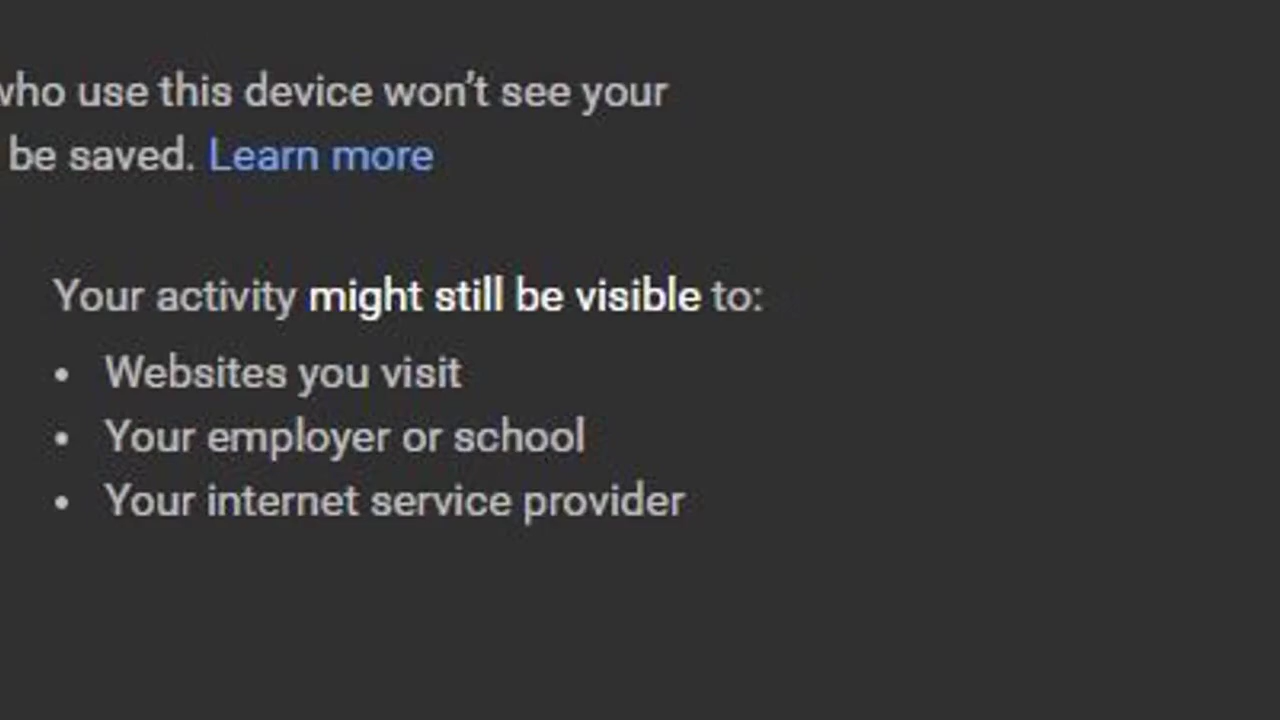 who use this device won’t see your
be saved. Learn more
Your activity might still be visible to:
• Websites you visit
• Your employer or school
• Your internet service provider